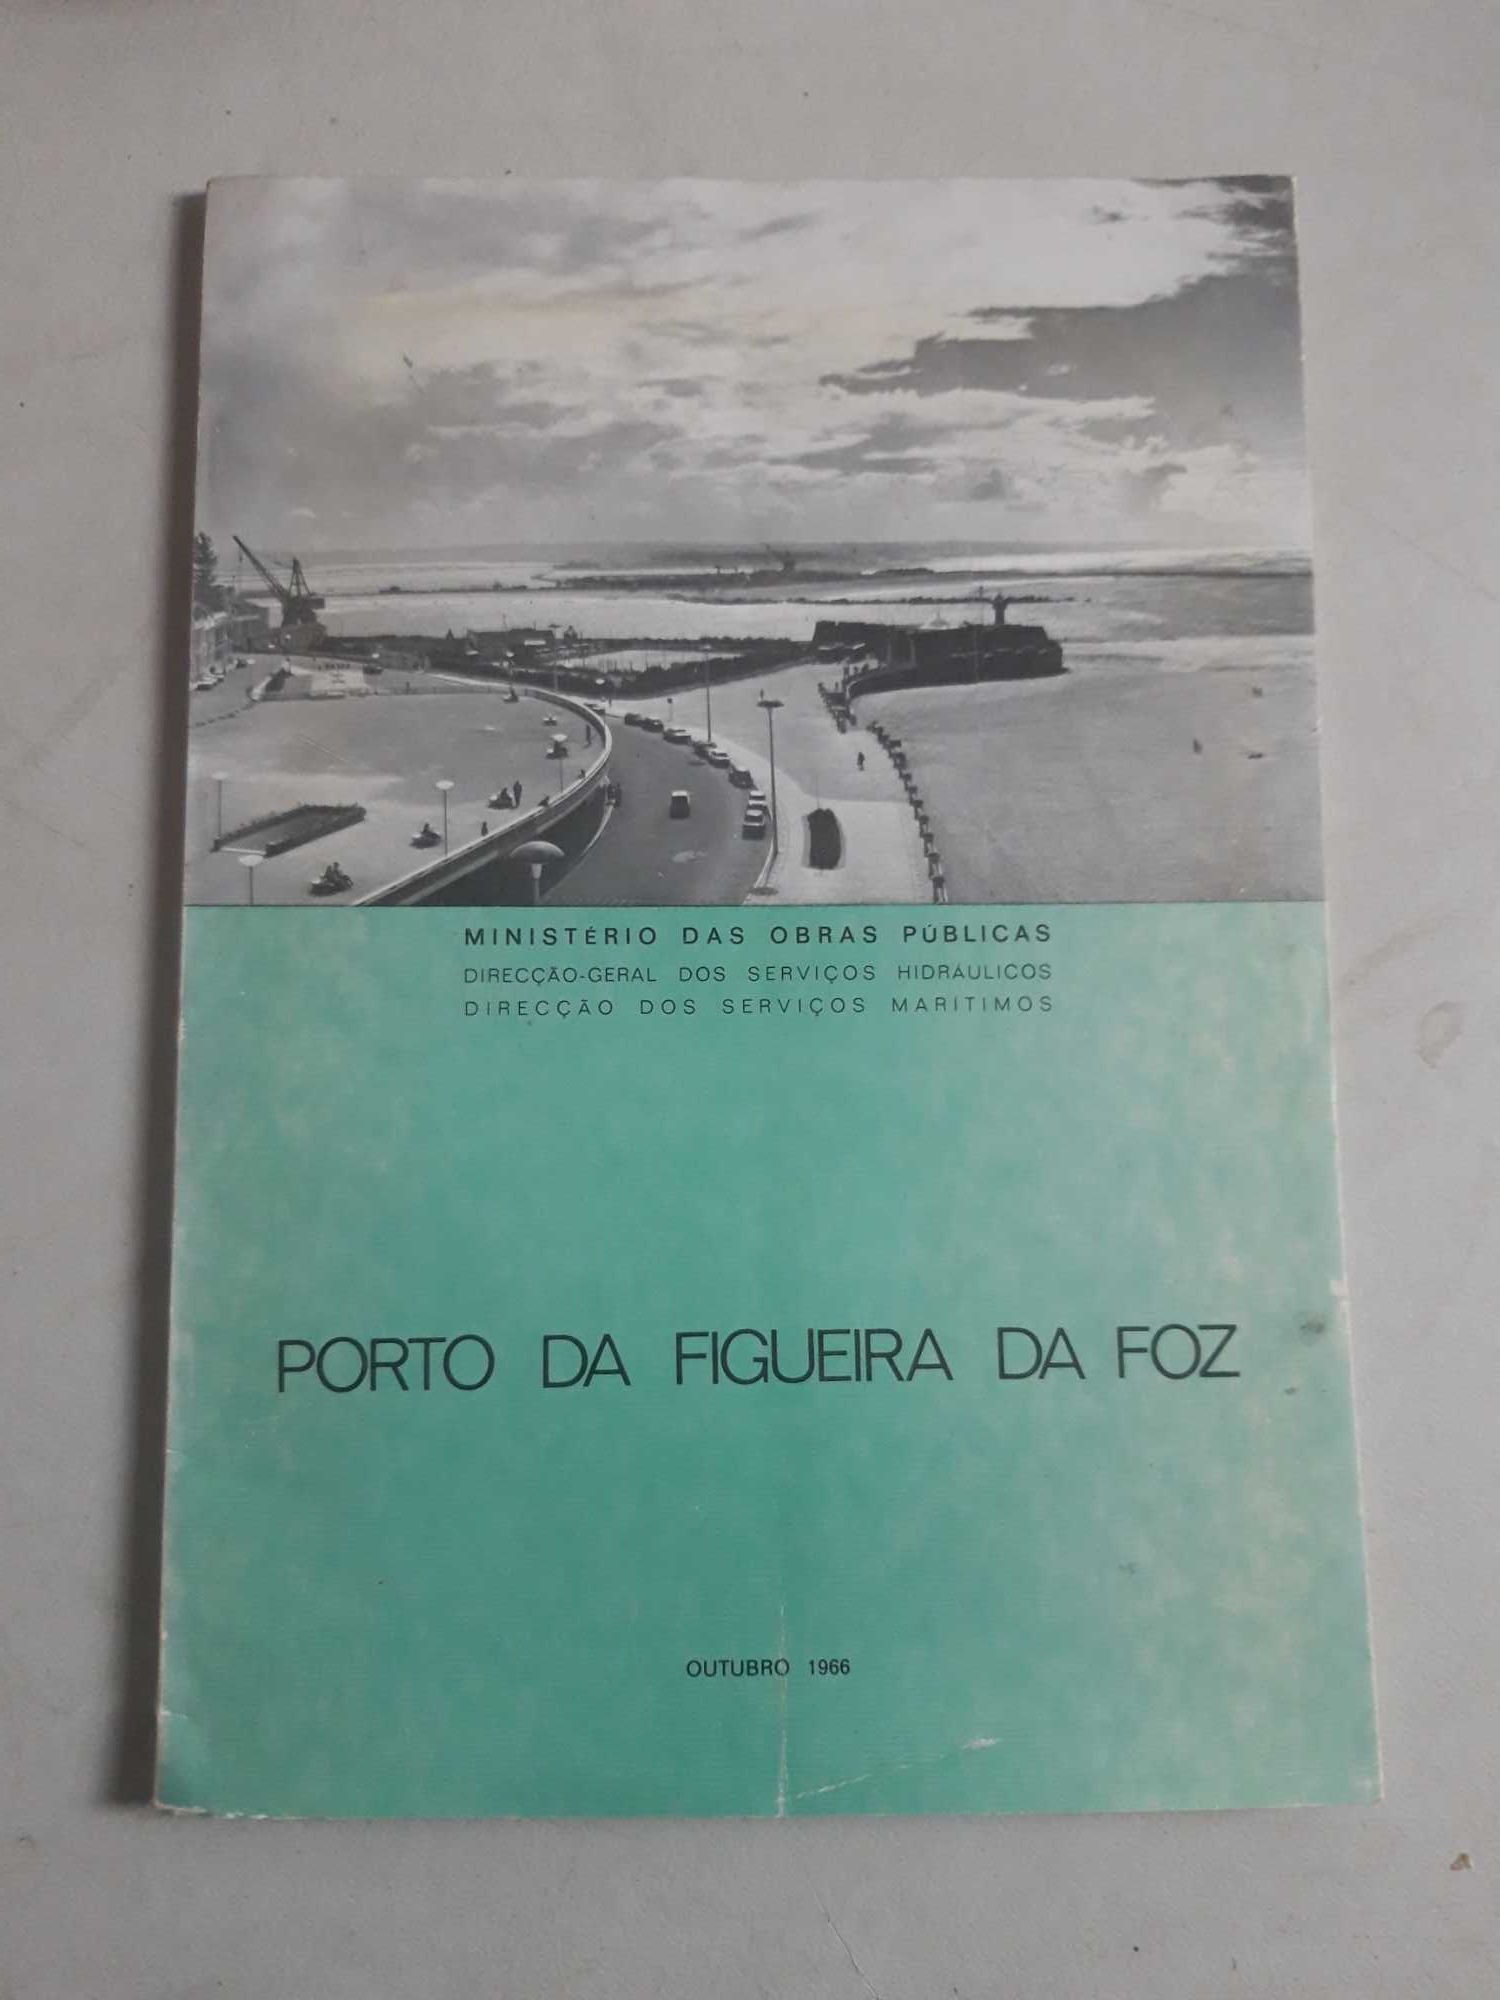 MINISTÉRIO DAS OBRAS PÚBLICAS
DIRECÇÃO-GERAL DOS SERVIÇOS HIDRÁULICOS
DIRECÇÃO DOS SERVIÇOS MARÍTIMOS
PORTO DA FIGUEIRA DA FOZ
OUTUBRO 1966